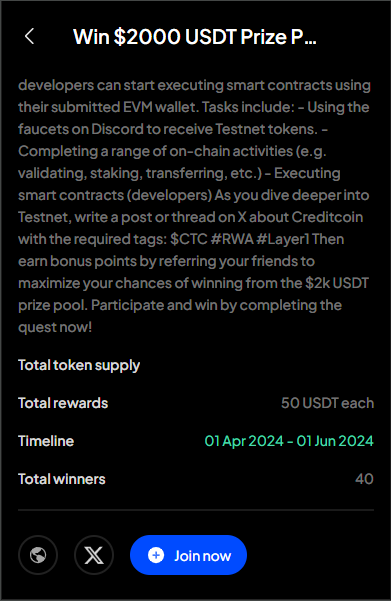 Win $2000 USDT Prize P...
developers can start executing smart contracts using
their submitted EVM wallet. Tasks include: - Using the
faucets on Discord to receive Testnet tokens. -
Completing a range of on-chain activities (e.g.
validating, staking, transferring, etc.) - Executing
smart contracts (developers) As you dive deeper into
Testnet, write a post or thread on X about Creditcoin
with the required tags: $CTC #RWA #Layer1 Then
earn bonus points by referring your friends to
maximize your chances of winning from the $2k USDT
prize pool. Participate and win by completing the
quest now!
Total token supply
Total rewards 50 USDT each
Timeline 01 Apr 2024 - 01 Jun 2024
Total winners 40
Join now